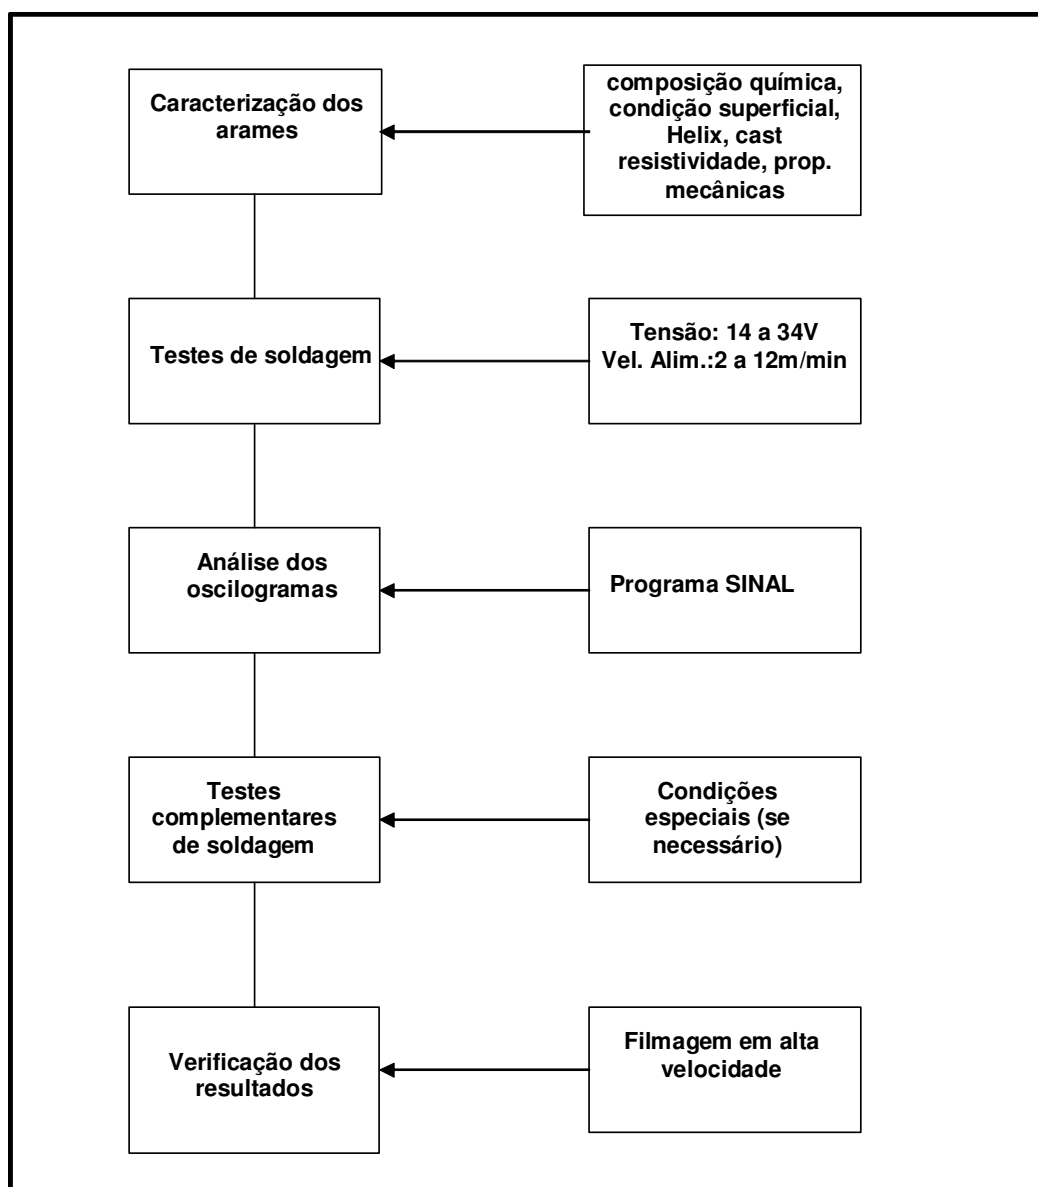 Caracterização dos
arames
composição química,
condição superficial,
Helix, cast
resistividade, prop.
mecânicas
Testes de soldagem
Tensão: 14 a 34V
Vel. Alim.:2 a 12m/min
Análise dos
oscilogramas
Programa SINAL
Testes
complementares
de soldagem
Condições
especiais (se
necessário)
Verificação dos
resultados
Filmagem em alta
velocidade